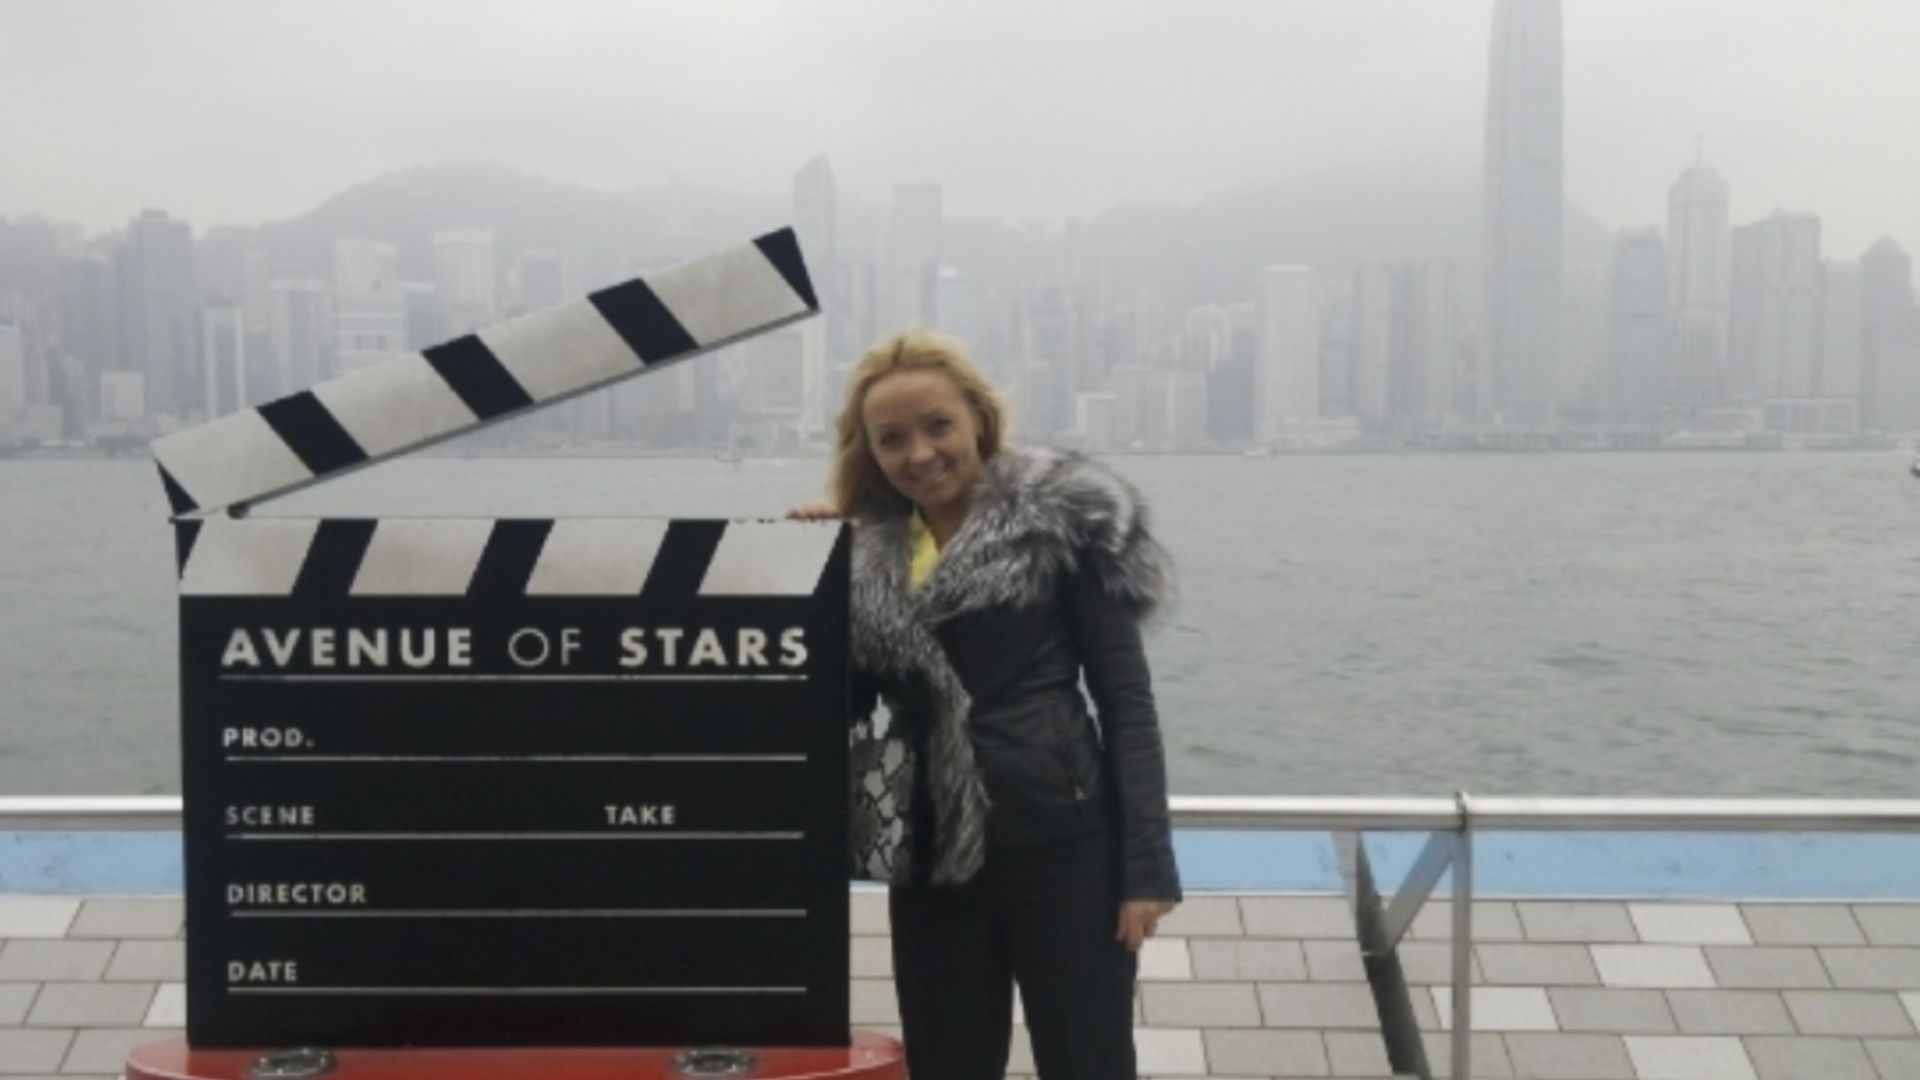 AVENUE OF STARS
PROD.
SCENE TAKE
DIRECTOR
DATE